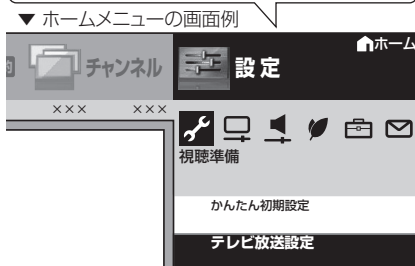 ▼ ホームメニューの画面例
ホーム
チャンネル
設定
××× ×××
視聴準備
かんたん初期設定
テレビ放送設定